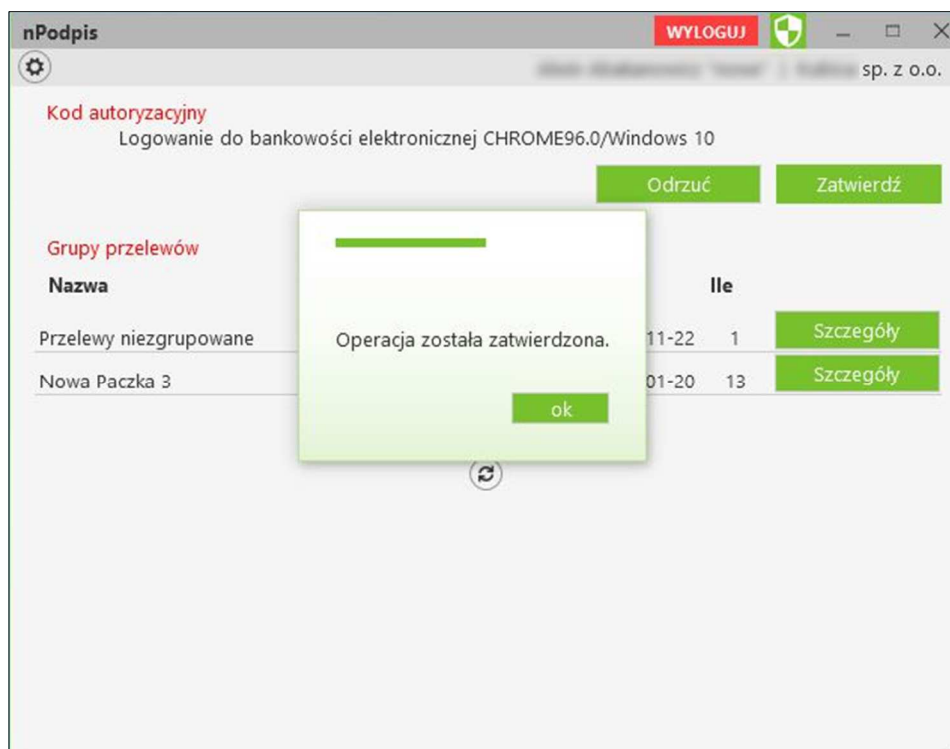 nPodpis WYLOGUJ
sp. z o.o.
Kod autoryzacyjny
Logowanie do bankowości elektronicznej CHROME96.0/Windows 10
Odrzuć Zatwierdź
Grupy przelewów
Nazwa Ile
Przelewy niezgrupowane 11-22 1 Szczegóły
Operacja została zatwierdzona.
Nowa Paczka 3 01-20 13 Szczegóły
ok